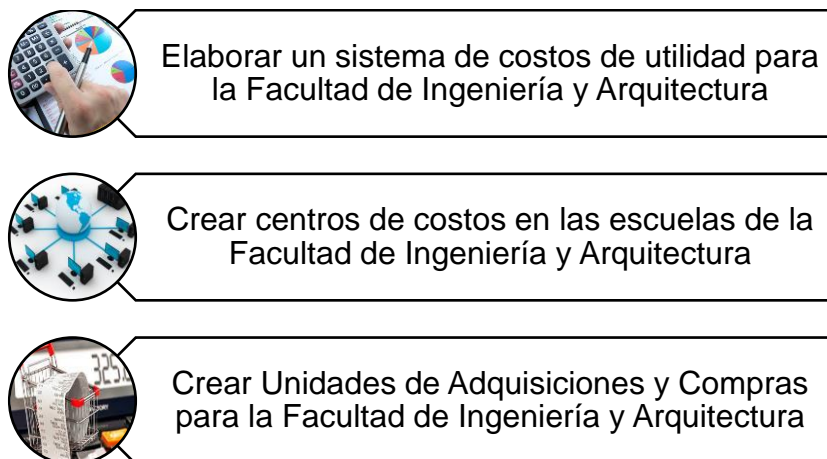 Elaborar un sistema de costos de utilidad para
la Facultad de Ingeniería y Arquitectura
Crear centros de costos en las escuelas de la
Facultad de Ingeniería y Arquitectura
Crear Unidades de Adquisiciones y Compras
para la Facultad de Ingeniería y Arquitectura